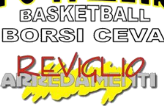 BASKETBALL
BORSI CEVA
REVIGLIO
ARREDAMENTI